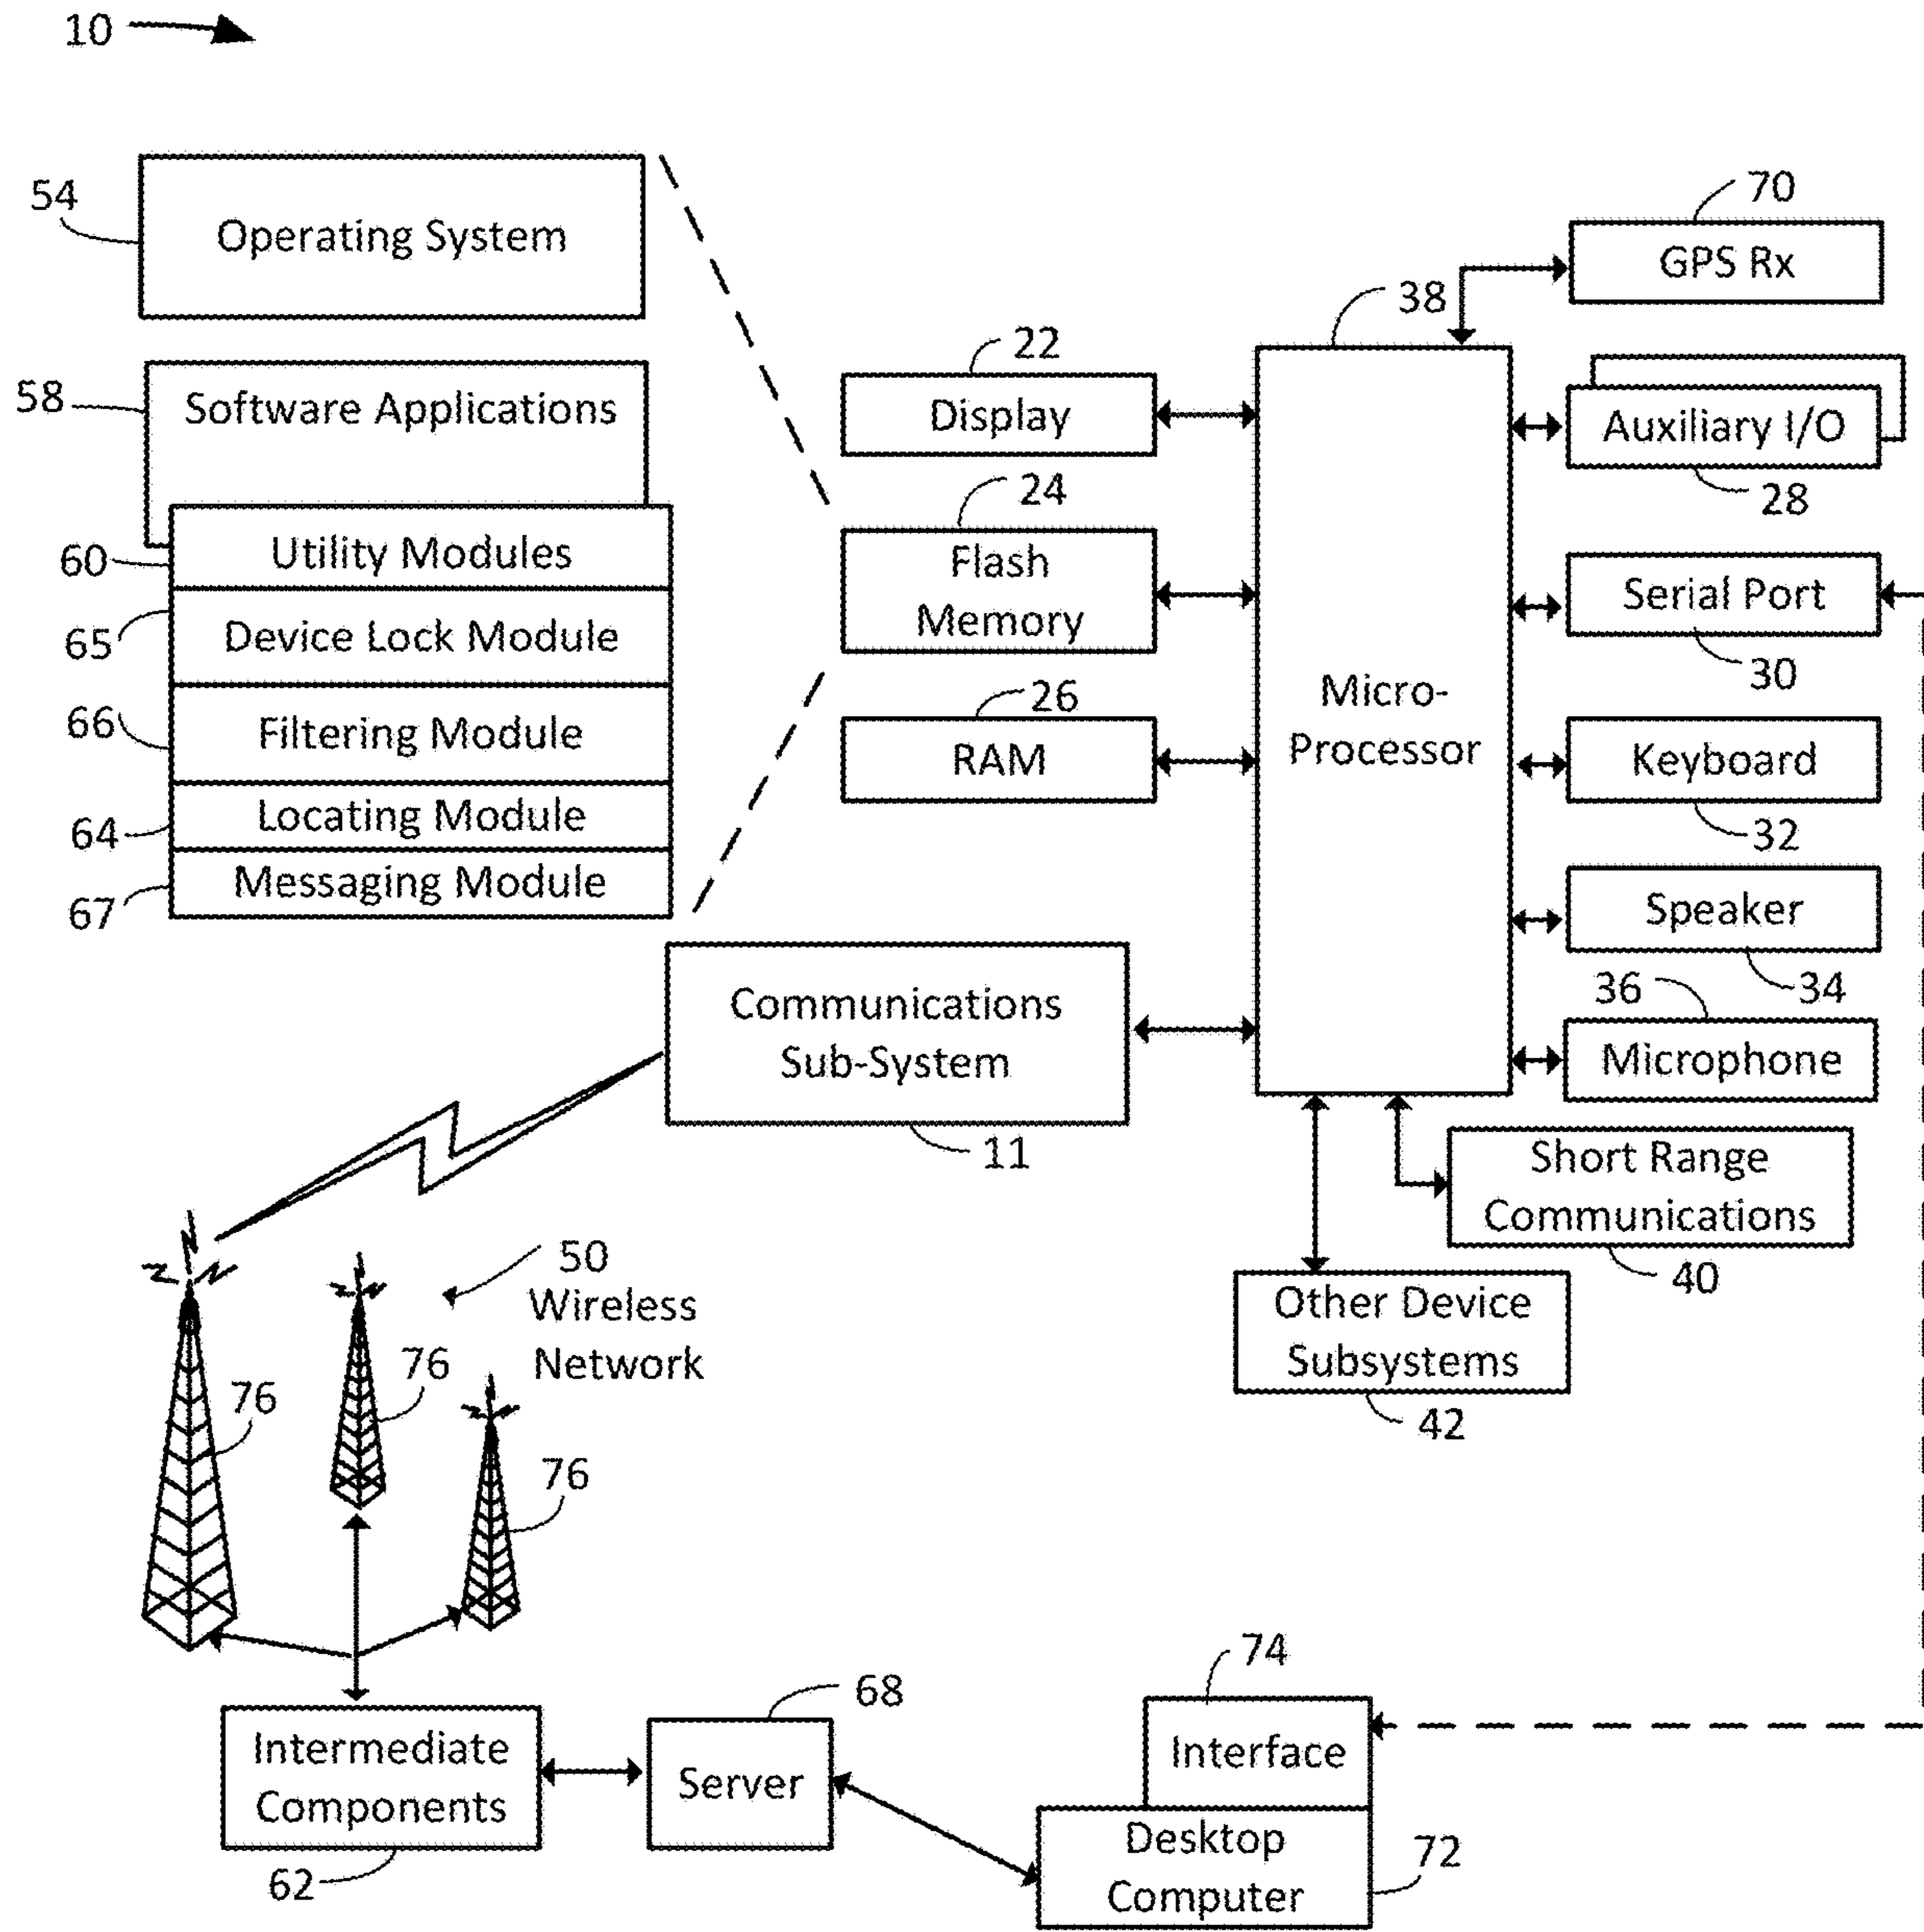 10
54
Operating System
58
Software Applications
60
Utility Modules
65
Device Lock Module
66
Filtering Module
64
Locating Module
67
Messaging Module
22
Display
24
Flash
Memory
26
RAM
38
Micro-
Processor
70
GPS Rx
Auxiliary I/O
28
Serial Port
30
Keyboard
32
Speaker
34
36
Microphone
Communications
Sub-System
11
Short Range
Communications
40
Other Device
Subsystems
42
50
Wireless
Network
76
76
76
Intermediate
Components
62
68
Server
74
Interface
Desktop
Computer
72